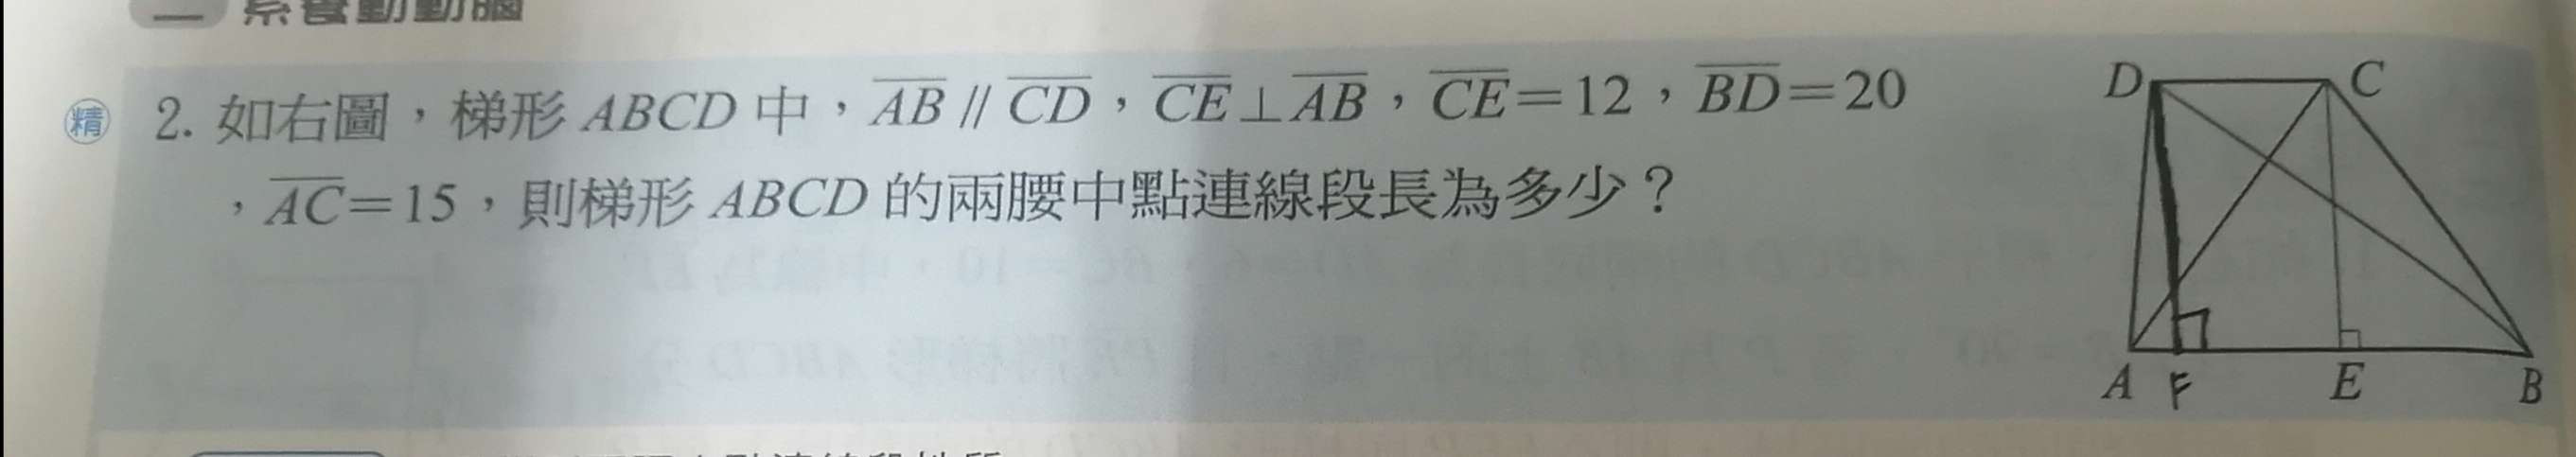 精 2. 如右圖，梯形 ABCD 中，AB // CD，CE⊥AB，CE=12，BD=20
，AC=15，則梯形 ABCD 的兩腰中點連線段長為多少？
D C
A F E B